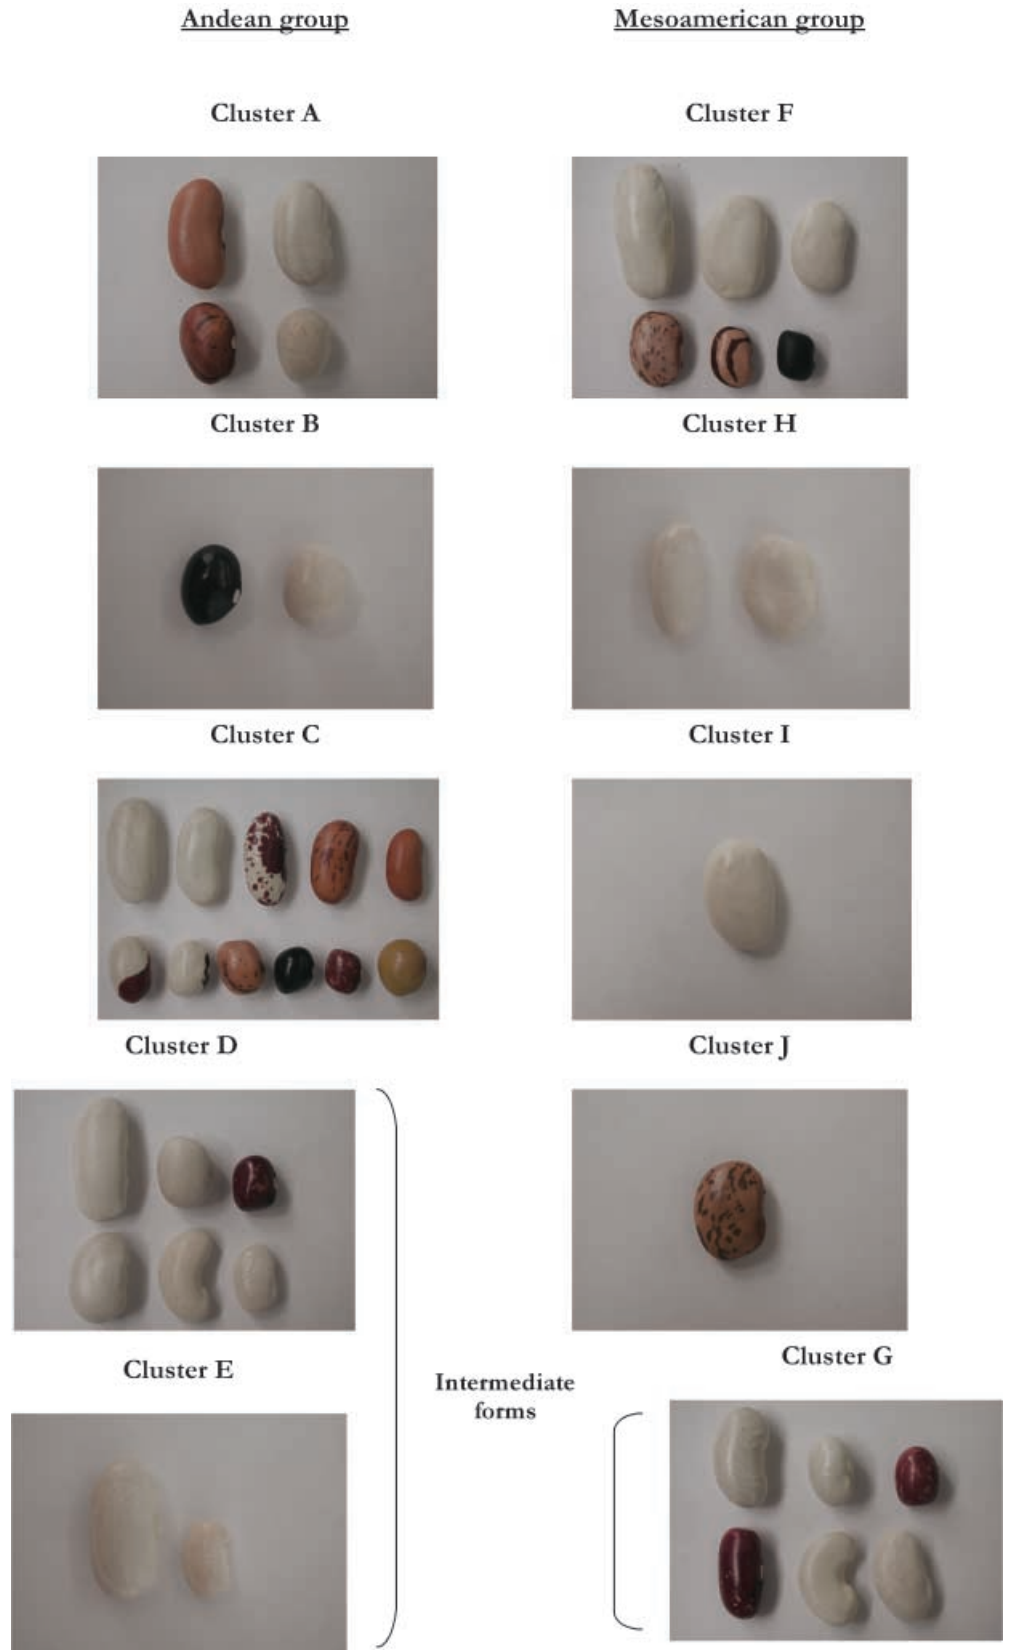 Andean group
Mesoamerican group
Cluster A
Cluster F
Cluster B
Cluster H
Cluster C
Cluster I
Cluster D
Cluster J
Cluster E
Cluster G
Intermediate
forms